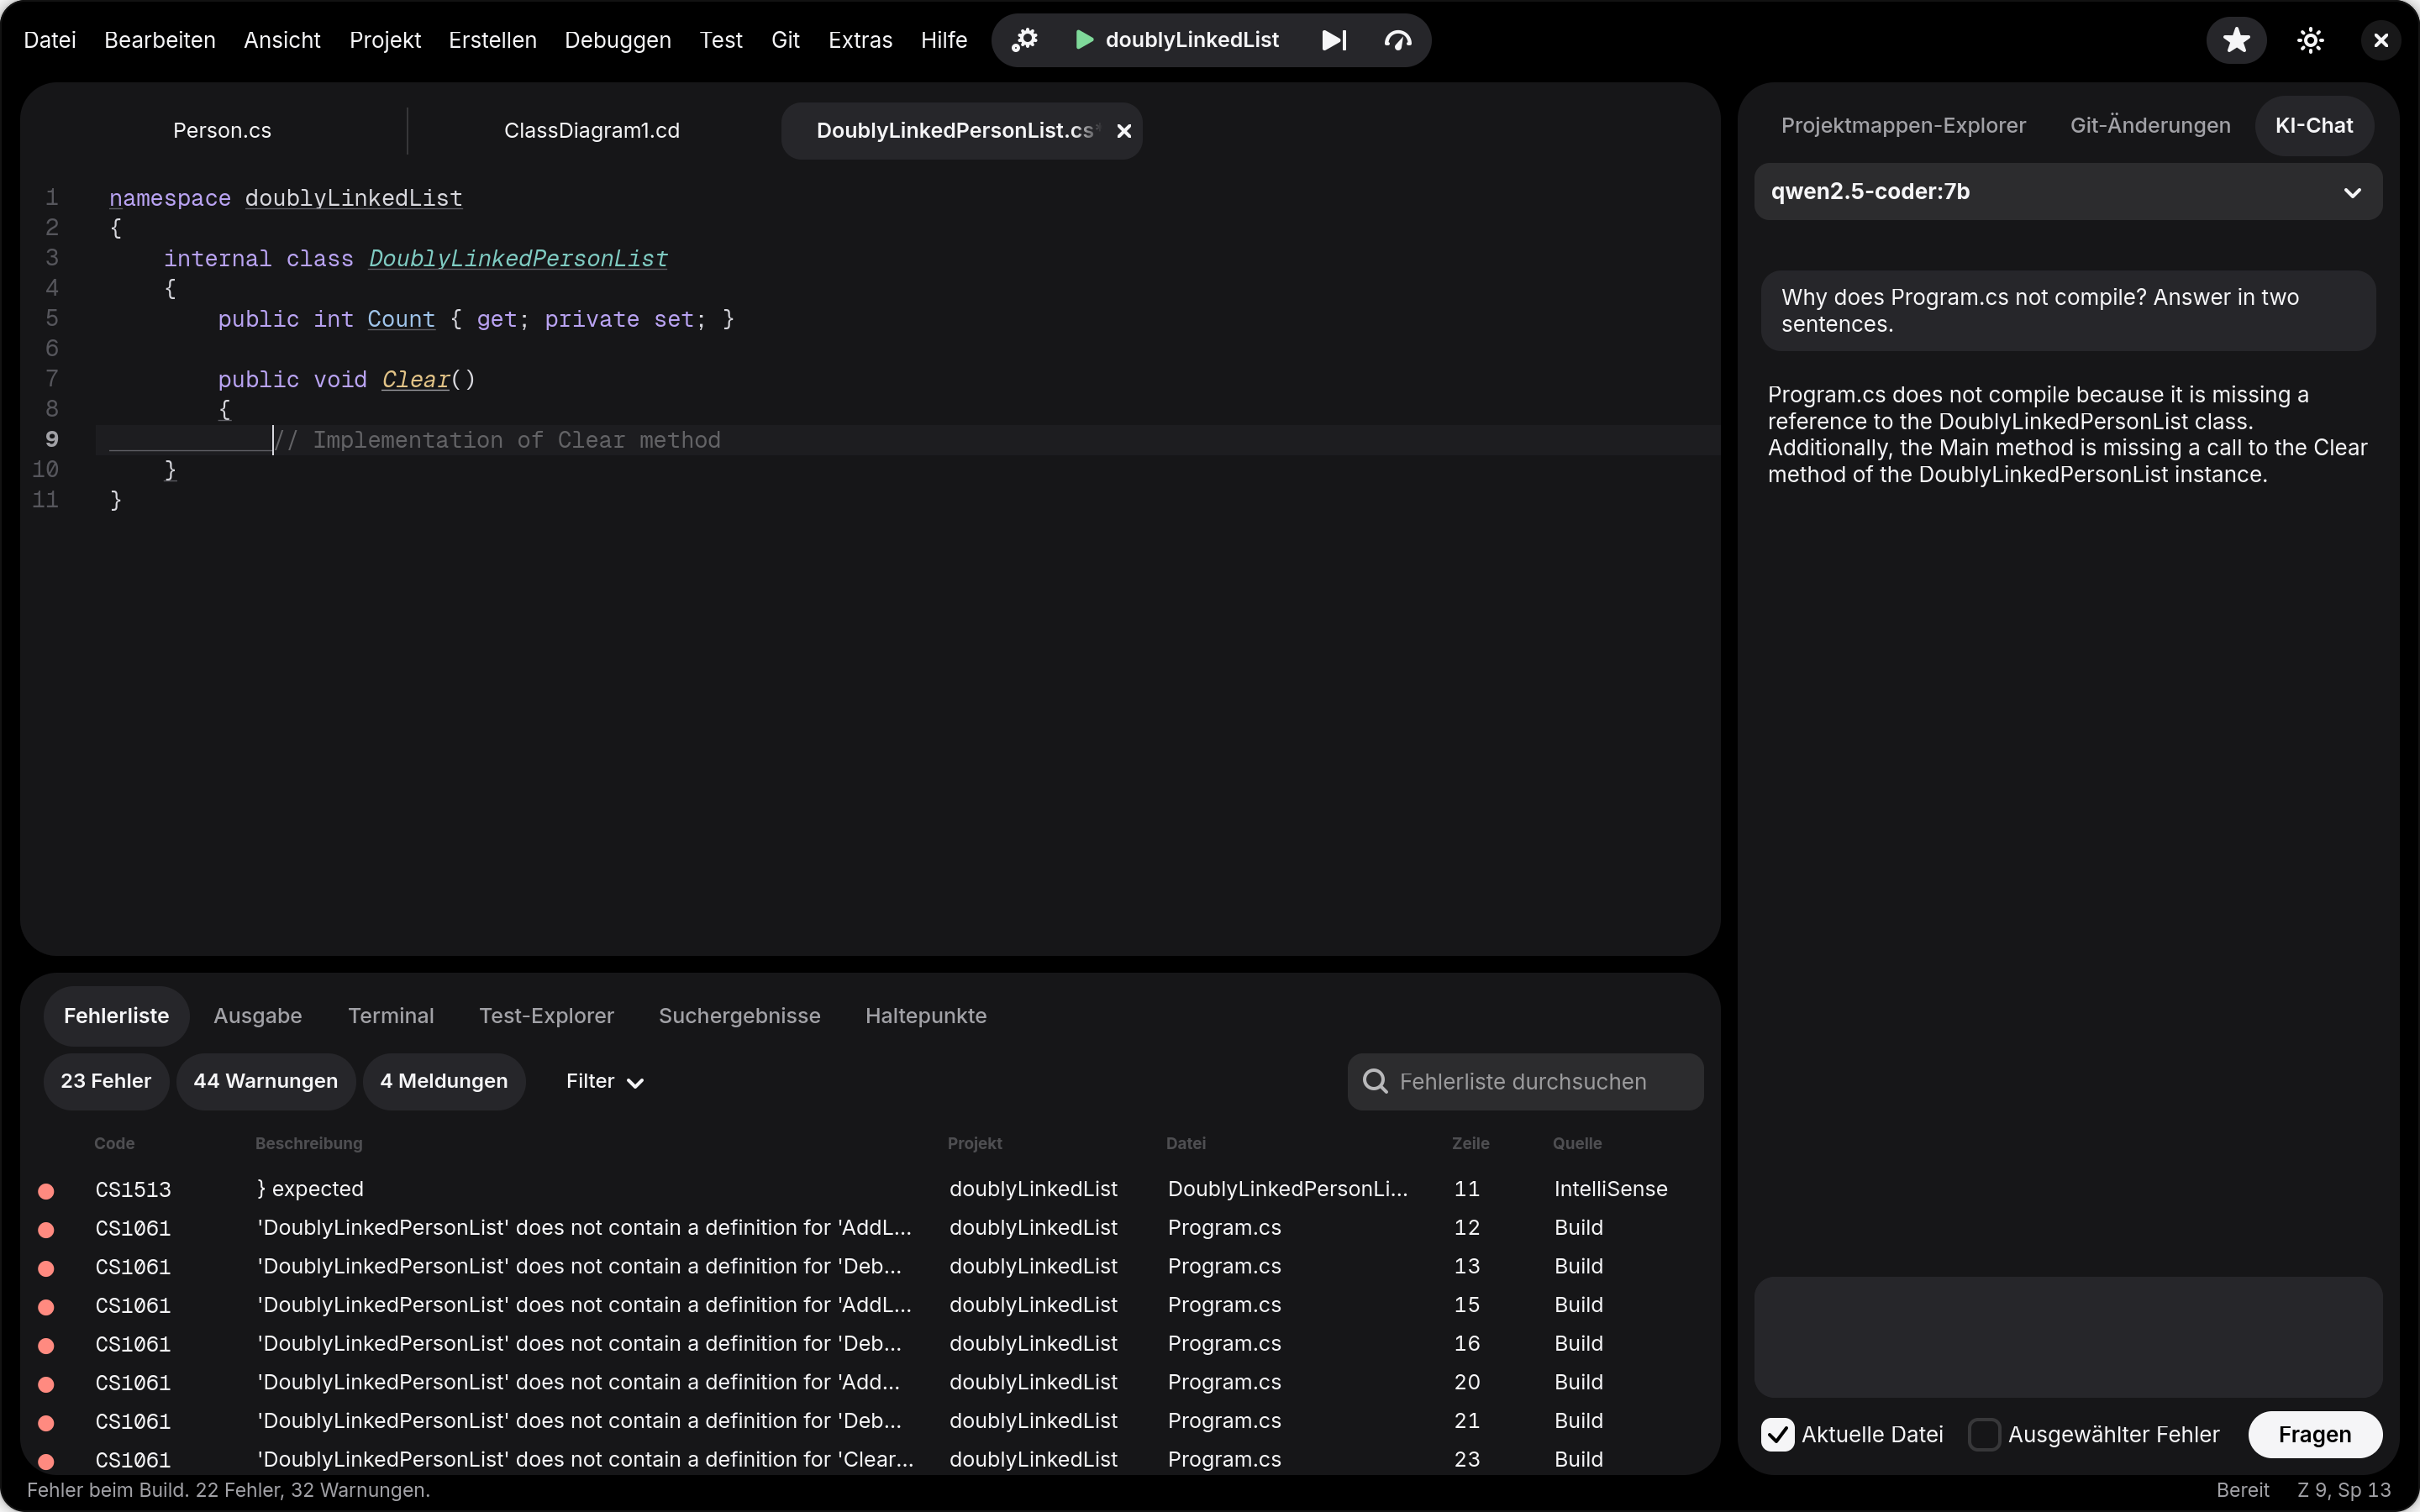 Datei Bearbeiten Ansicht Projekt Erstellen Debuggen Test Git Extras Hilfe doublyLinkedList
Person.cs ClassDiagram1.cd DoublyLinkedPersonList.cs*
1 namespace doublyLinkedList
2 {
3 internal class DoublyLinkedPersonList
4 {
5 public int Count { get; private set; }
6
7 public void Clear()
8 {
9 // Implementation of Clear method
10 }
11 }
Fehlerliste Ausgabe Terminal Test-Explorer Suchergebnisse Haltepunkte
23 Fehler 44 Warnungen 4 Meldungen Filter Fehlerliste durchsuchen
Code Beschreibung Projekt Datei Zeile Quelle
CS1513 } expected doublyLinkedList DoublyLinkedPersonLi... 11 IntelliSense
CS1061 'DoublyLinkedPersonList' does not contain a definition for 'AddL... doublyLinkedList Program.cs 12 Build
CS1061 'DoublyLinkedPersonList' does not contain a definition for 'Deb... doublyLinkedList Program.cs 13 Build
CS1061 'DoublyLinkedPersonList' does not contain a definition for 'AddL... doublyLinkedList Program.cs 15 Build
CS1061 'DoublyLinkedPersonList' does not contain a definition for 'Deb... doublyLinkedList Program.cs 16 Build
CS1061 'DoublyLinkedPersonList' does not contain a definition for 'Add... doublyLinkedList Program.cs 20 Build
CS1061 'DoublyLinkedPersonList' does not contain a definition for 'Deb... doublyLinkedList Program.cs 21 Build
CS1061 'DoublyLinkedPersonList' does not contain a definition for 'Clear... doublyLinkedList Program.cs 23 Build
Projektmappen-Explorer Git-Änderungen KI-Chat
qwen2.5-coder:7b
Why does Program.cs not compile? Answer in two
sentences.
Program.cs does not compile because it is missing a
reference to the DoublyLinkedPersonList class.
Additionally, the Main method is missing a call to the Clear
method of the DoublyLinkedPersonList instance.
Aktuelle Datei Ausgewählter Fehler Fragen
Fehler beim Build. 22 Fehler, 32 Warnungen. Bereit Z 9, Sp 13